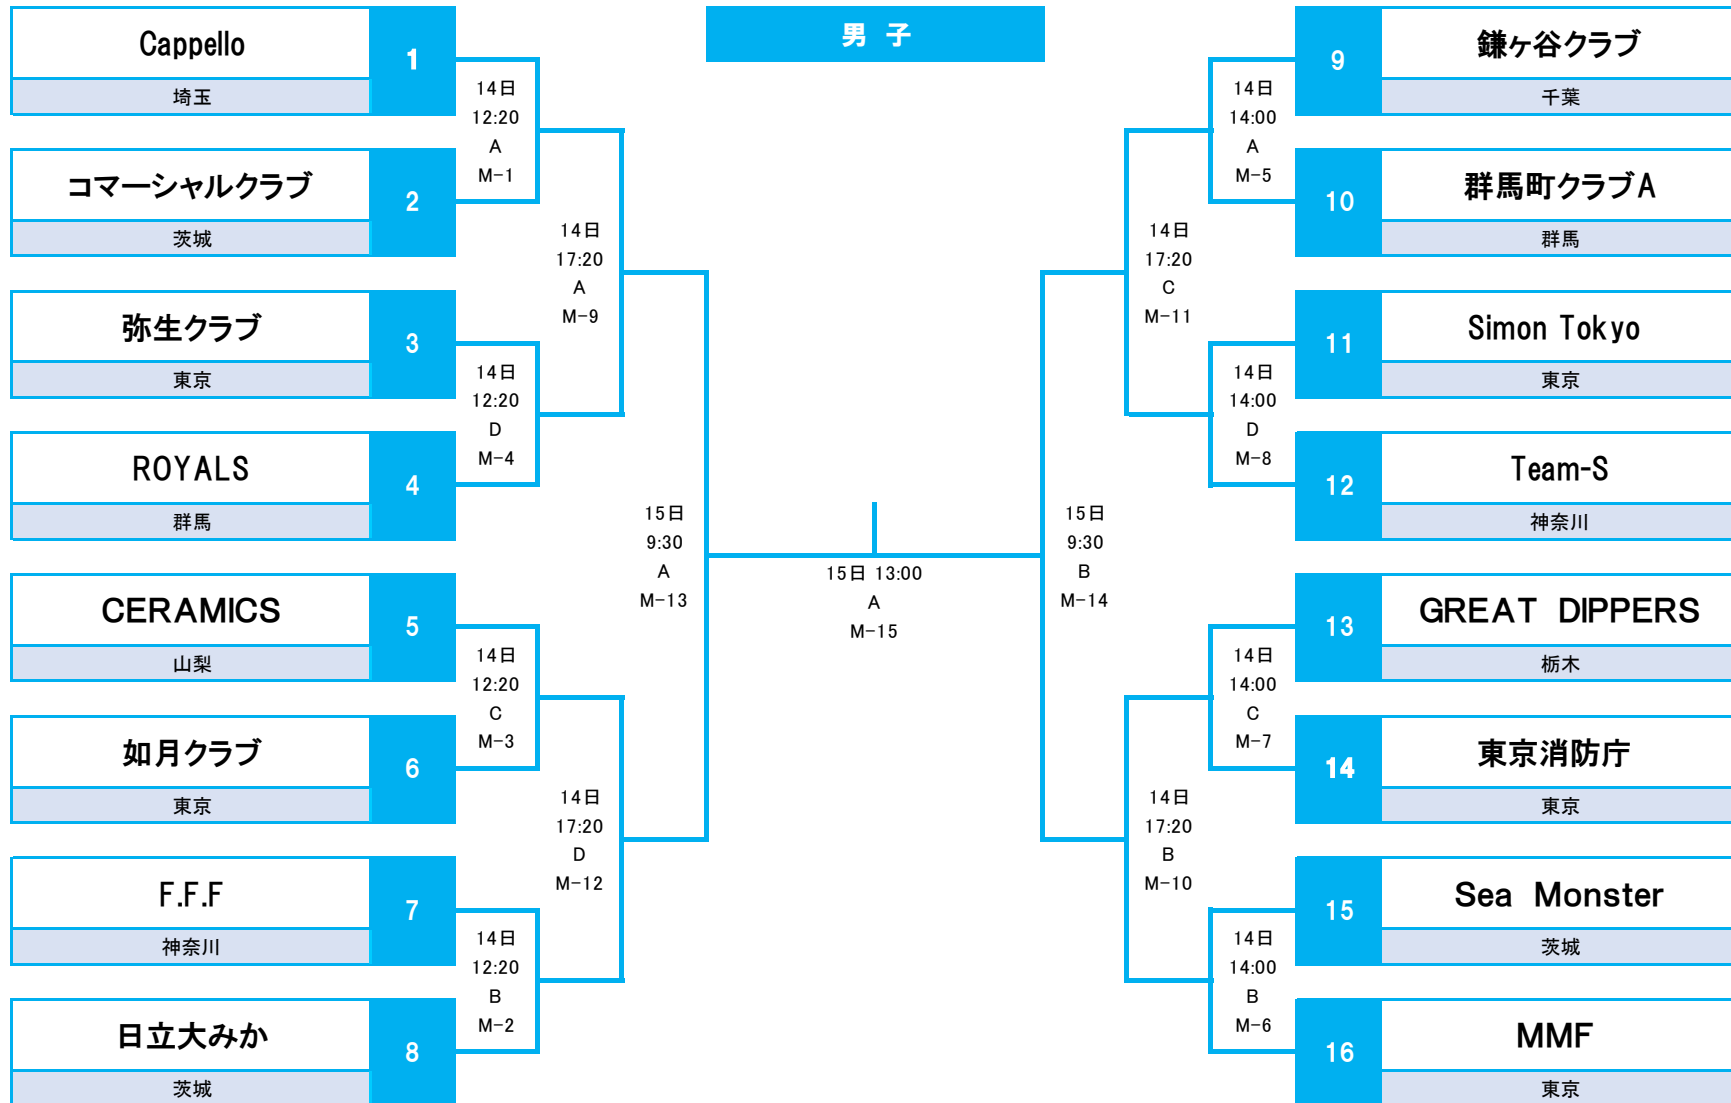 男 子
Cappello
埼玉
1
コマーシャルクラブ
茨城
2
弥生クラブ
東京
3
ROYALS
群馬
4
CERAMICS
山梨
5
如月クラブ
東京
6
F.F.F
神奈川
7
日立大みか
茨城
8
14日
12:20
A
M-1
14日
12:20
D
M-4
14日
12:20
C
M-3
14日
12:20
B
M-2
14日
17:20
A
M-9
14日
17:20
D
M-12
15日
9:30
A
M-13
15日 13:00
A
M-15
15日
9:30
B
M-14
14日
17:20
C
M-11
14日
17:20
B
M-10
14日
14:00
A
M-5
14日
14:00
D
M-8
14日
14:00
C
M-7
14日
14:00
B
M-6
9
鎌ヶ谷クラブ
千葉
10
群馬町クラブA
群馬
11
Simon Tokyo
東京
12
Team-S
神奈川
13
GREAT DIPPERS
栃木
14
東京消防庁
東京
15
Sea Monster
茨城
16
MMF
東京